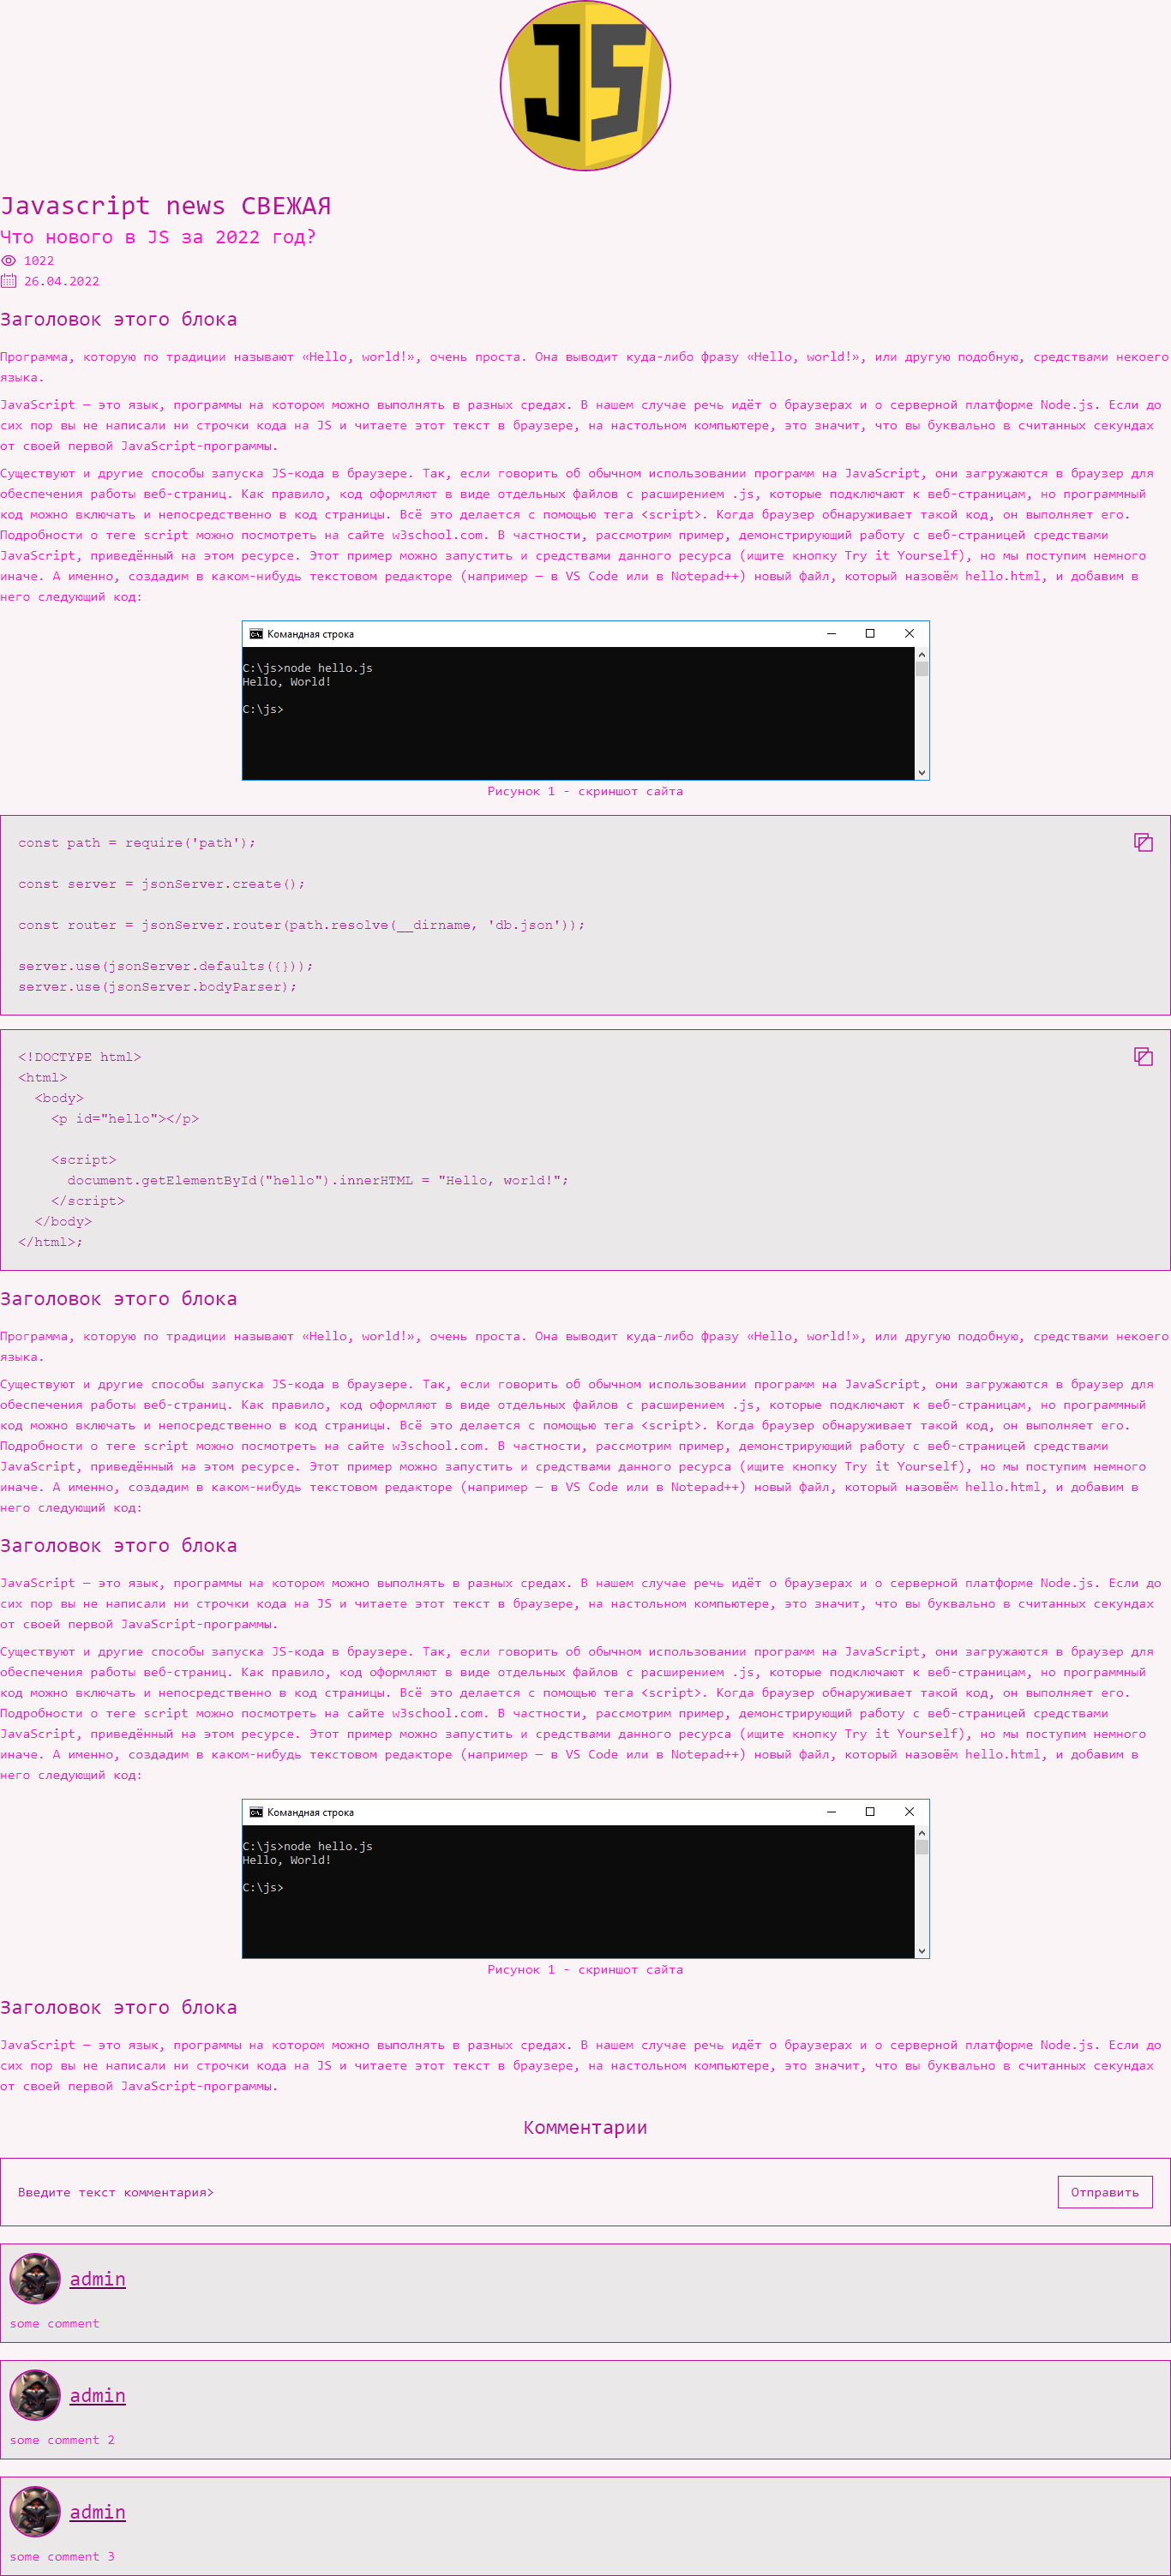 JS
Javascript news СВЕЖАЯ
Что нового в JS за 2022 год?
1022
26.04.2022
Заголовок этого блока
Программа, которую по традиции называют «Hello, world!», очень проста. Она выводит куда-либо фразу «Hello, world!», или другую подобную, средствами некоего
языка.
JavaScript — это язык, программы на котором можно выполнять в разных средах. В нашем случае речь идёт о браузерах и о серверной платформе Node.js. Если до
сих пор вы не написали ни строчки кода на JS и читаете этот текст в браузере, на настольном компьютере, это значит, что вы буквально в считанных секундах
от своей первой JavaScript-программы.
Существуют и другие способы запуска JS-кода в браузере. Так, если говорить об обычном использовании программ на JavaScript, они загружаются в браузер для
обеспечения работы веб-страниц. Как правило, код оформляют в виде отдельных файлов с расширением .js, которые подключают к веб-страницам, но программный
код можно включать и непосредственно в код страницы. Всё это делается с помощью тега <script>. Когда браузер обнаруживает такой код, он выполняет его.
Подробности о теге script можно посмотреть на сайте w3school.com. В частности, рассмотрим пример, демонстрирующий работу с веб-страницей средствами
JavaScript, приведённый на этом ресурсе. Этот пример можно запустить и средствами данного ресурса (ищите кнопку Try it Yourself), но мы поступим немного
иначе. А именно, создадим в каком-нибудь текстовом редакторе (например — в VS Code или в Notepad++) новый файл, который назовём hello.html, и добавим в
него следующий код:
Командная строка
C:\js>node hello.js
Hello, World!
C:\js>
Рисунок 1 - скриншот сайта
const path = require('path');
const server = jsonServer.create();
const router = jsonServer.router(path.resolve(__dirname, 'db.json'));
server.use(jsonServer.defaults({}));
server.use(jsonServer.bodyParser);
<!DOCTYPE html>
<html>
  <body>
    <p id="hello"></p>
    <script>
      document.getElementById("hello").innerHTML = "Hello, world!";
    </script>
  </body>
</html>;
Заголовок этого блока
Программа, которую по традиции называют «Hello, world!», очень проста. Она выводит куда-либо фразу «Hello, world!», или другую подобную, средствами некоего
языка.
Существуют и другие способы запуска JS-кода в браузере. Так, если говорить об обычном использовании программ на JavaScript, они загружаются в браузер для
обеспечения работы веб-страниц. Как правило, код оформляют в виде отдельных файлов с расширением .js, которые подключают к веб-страницам, но программный
код можно включать и непосредственно в код страницы. Всё это делается с помощью тега <script>. Когда браузер обнаруживает такой код, он выполняет его.
Подробности о теге script можно посмотреть на сайте w3school.com. В частности, рассмотрим пример, демонстрирующий работу с веб-страницей средствами
JavaScript, приведённый на этом ресурсе. Этот пример можно запустить и средствами данного ресурса (ищите кнопку Try it Yourself), но мы поступим немного
иначе. А именно, создадим в каком-нибудь текстовом редакторе (например — в VS Code или в Notepad++) новый файл, который назовём hello.html, и добавим в
него следующий код:
Заголовок этого блока
JavaScript — это язык, программы на котором можно выполнять в разных средах. В нашем случае речь идёт о браузерах и о серверной платформе Node.js. Если до
сих пор вы не написали ни строчки кода на JS и читаете этот текст в браузере, на настольном компьютере, это значит, что вы буквально в считанных секундах
от своей первой JavaScript-программы.
Существуют и другие способы запуска JS-кода в браузере. Так, если говорить об обычном использовании программ на JavaScript, они загружаются в браузер для
обеспечения работы веб-страниц. Как правило, код оформляют в виде отдельных файлов с расширением .js, которые подключают к веб-страницам, но программный
код можно включать и непосредственно в код страницы. Всё это делается с помощью тега <script>. Когда браузер обнаруживает такой код, он выполняет его.
Подробности о теге script можно посмотреть на сайте w3school.com. В частности, рассмотрим пример, демонстрирующий работу с веб-страницей средствами
JavaScript, приведённый на этом ресурсе. Этот пример можно запустить и средствами данного ресурса (ищите кнопку Try it Yourself), но мы поступим немного
иначе. А именно, создадим в каком-нибудь текстовом редакторе (например — в VS Code или в Notepad++) новый файл, который назовём hello.html, и добавим в
него следующий код:
Командная строка
C:\js>node hello.js
Hello, World!
C:\js>
Рисунок 1 - скриншот сайта
Заголовок этого блока
JavaScript — это язык, программы на котором можно выполнять в разных средах. В нашем случае речь идёт о браузерах и о серверной платформе Node.js. Если до
сих пор вы не написали ни строчки кода на JS и читаете этот текст в браузере, на настольном компьютере, это значит, что вы буквально в считанных секундах
от своей первой JavaScript-программы.
Комментарии
Введите текст комментария>
Отправить
admin
some comment
admin
some comment 2
admin
some comment 3